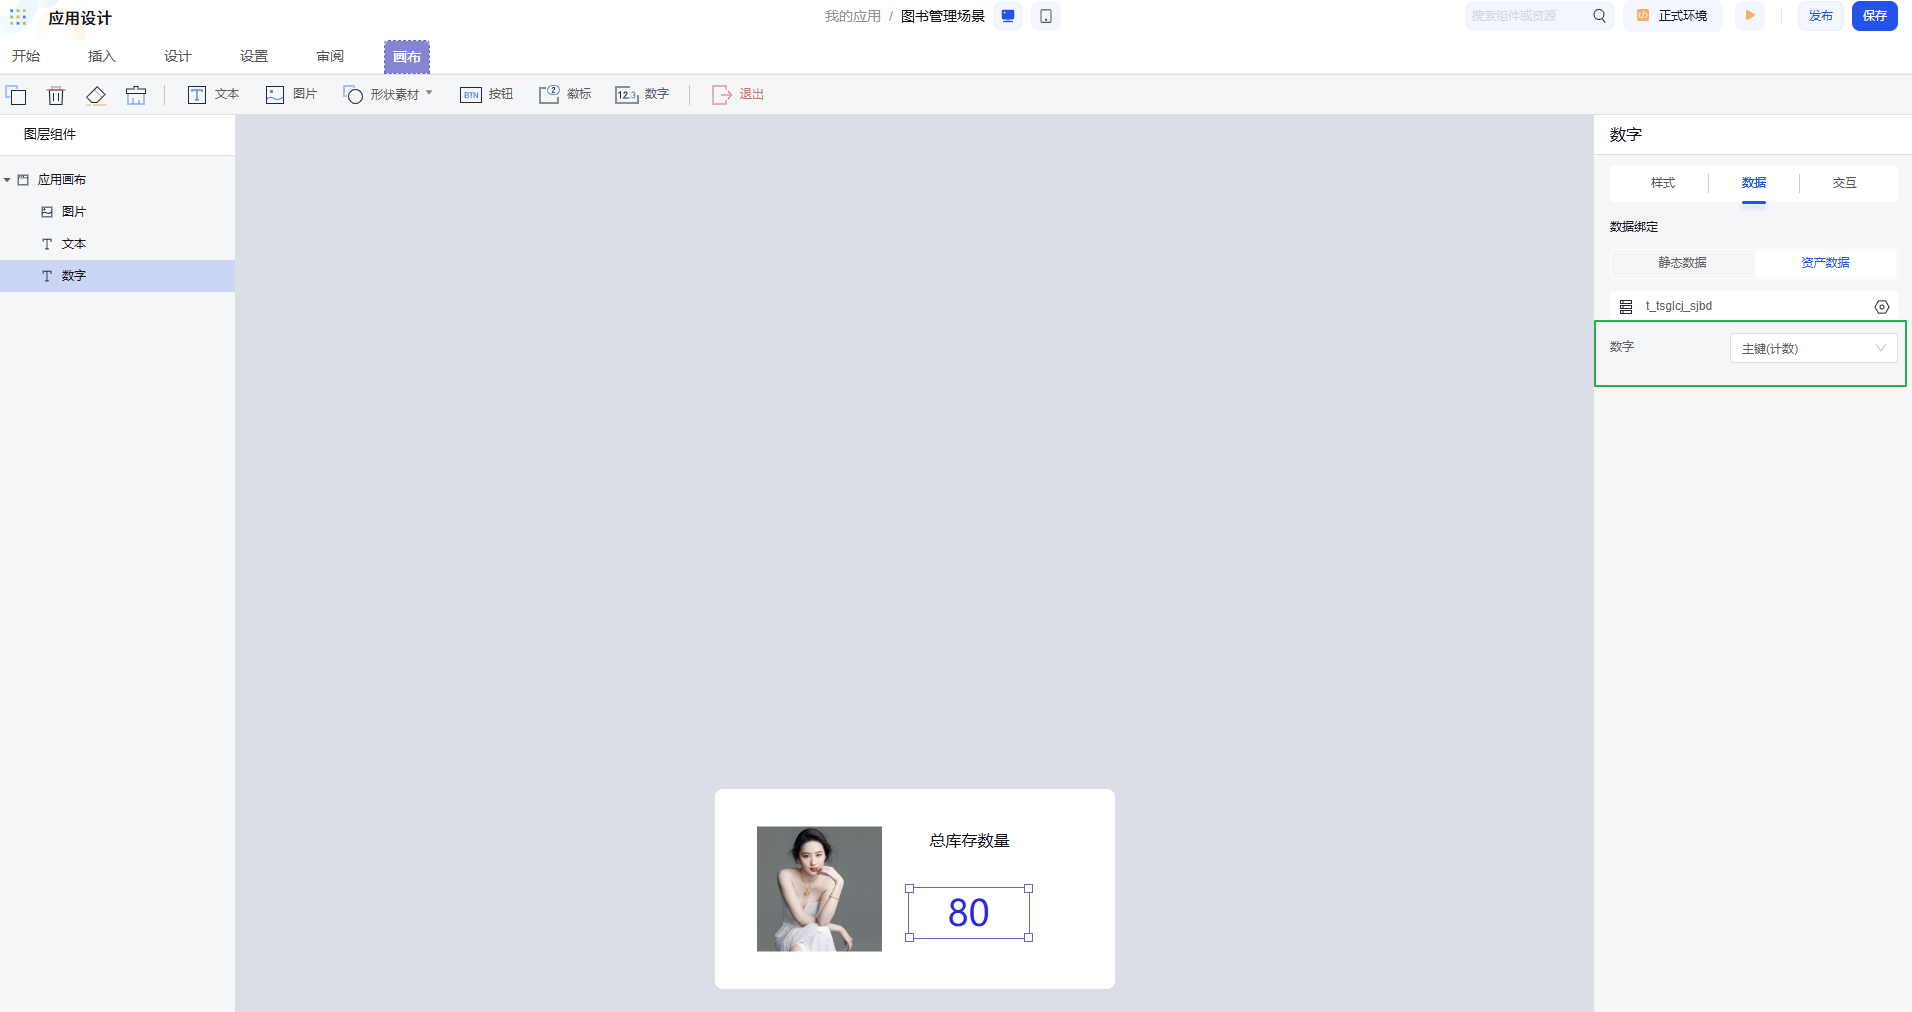 应用设计
我的应用 / 图书管理场景
搜索组件或资源
正式环境
发布
保存
开始
插入
设计
设置
审阅
画布
文本
图片
形状素材
BTN 按钮
2 徽标
12.3 数字
退出
图层组件
应用画布
图片
文本
数字
总库存数量
80
数字
样式
数据
交互
数据绑定
静态数据
资产数据
t_tsglcj_sjbd
数字
主键(计数)